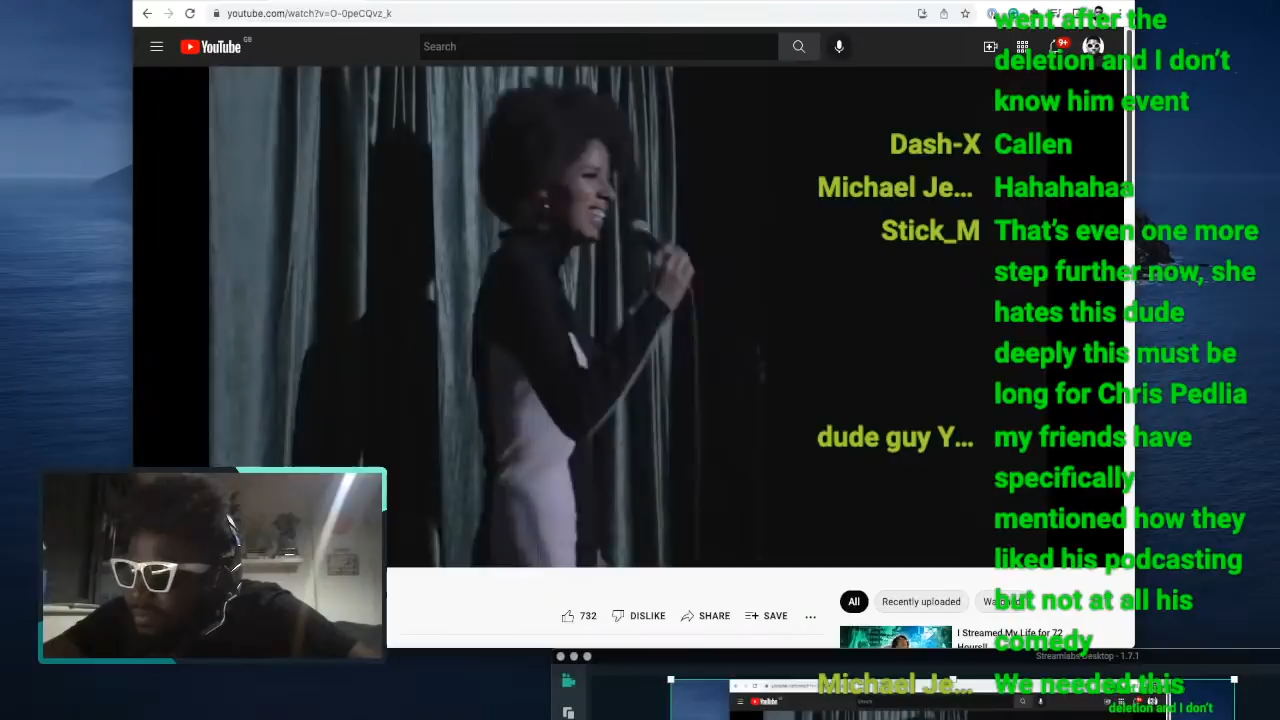 youtube.com/watch?v=O-0peCQvz_k
YouTube GB
Search
9+
went after the
deletion and I don't
know him event
Dash-X Callen
Michael Je... Hahahahaa
Stick_M That's even one more
step further now, she
hates this dude
deeply this must be
long for Chris Pedlia
dude guy Y... my friends have
specifically
mentioned how they
liked his podcasting
but not at all his
comedy
Michael Je... We needed this
732 DISLIKE SHARE SAVE
All Recently uploaded
I Streamed My Life for 72
Streamlabs Desktop - 1.7.1
YouTube
deletion and I don't